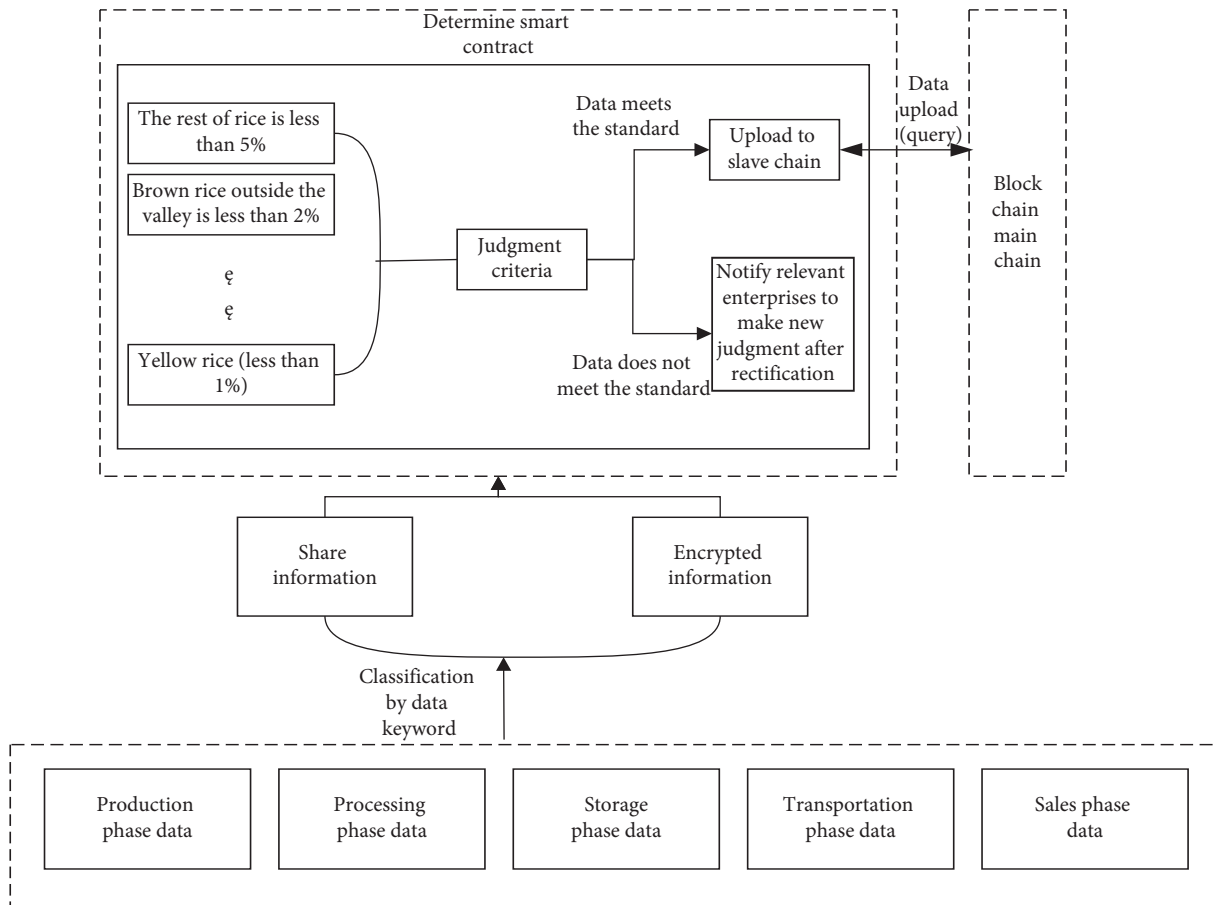 Determine smart
contract
The rest of rice is less
than 5%
Brown rice outside the
valley is less than 2%
ę
ę
Yellow rice (less than
1%)
Judgment
criteria
Data meets
the standard
Upload to
slave chain
Data does not
meet the standard
Notify relevant
enterprises to
make new
judgment after
rectification
Data
upload
(query)
Block
chain
main
chain
Share
information
Encrypted
information
Classification
by data
keyword
Production
phase data
Processing
phase data
Storage
phase data
Transportation
phase data
Sales phase
data